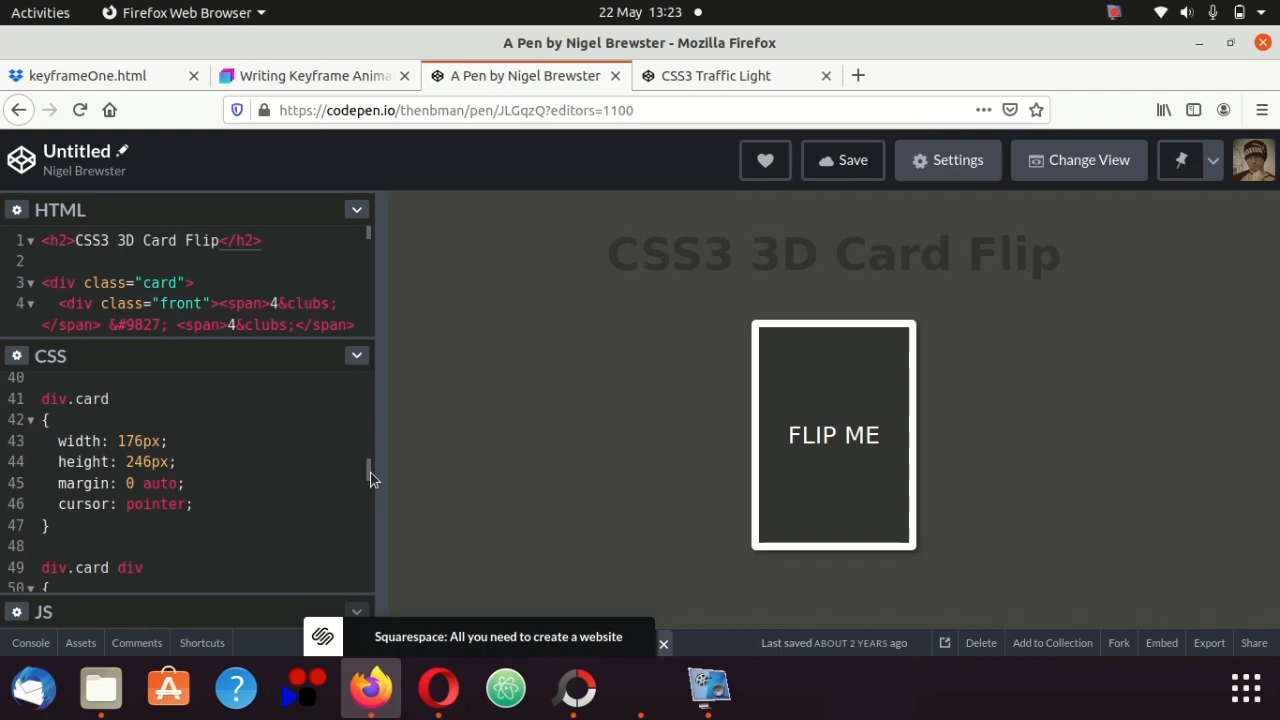 Activities
Firefox Web Browser
22 May 13:23
A Pen by Nigel Brewster - Mozilla Firefox
keyframeOne.html
Writing Keyframe Anima
A Pen by Nigel Brewster
CSS3 Traffic Light
https://codepen.io/thenbman/pen/JLGqzQ?editors=1100
Untitled
Nigel Brewster
Save
Settings
Change View
HTML
1 <h2>CSS3 3D Card Flip</h2>
2
3 <div class="card">
4 <div class="front"><span>4&clubs;
</span> &#9827; <span>4&clubs;</span>
CSS
40
41 div.card
42 {
43 width: 176px;
44 height: 246px;
45 margin: 0 auto;
46 cursor: pointer;
47 }
48
49 div.card div
50 {
JS
CSS3 3D Card Flip
FLIP ME
Squarespace: All you need to create a website
Console
Assets
Comments
Shortcuts
Last saved ABOUT 2 YEARS ago
Delete
Add to Collection
Fork
Embed
Export
Share